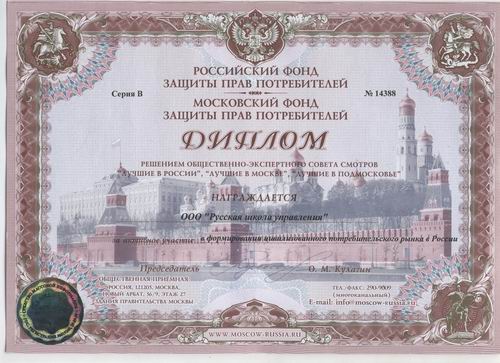 РОССИЙСКИЙ ФОНД
ЗАЩИТЫ ПРАВ ПОТРЕБИТЕЛЕЙ
Серия В
№ 14388
МОСКОВСКИЙ ФОНД
ЗАЩИТЫ ПРАВ ПОТРЕБИТЕЛЕЙ
ДИПЛОМ
РЕШЕНИЕМ ОБЩЕСТВЕННО-ЭКСПЕРТНОГО СОВЕТА СМОТРОВ
"ЛУЧШИЕ В РОССИИ", "ЛУЧШИЕ В МОСКВЕ", "ЛУЧШИЕ В ПОДМОСКОВЬЕ"
НАГРАЖДАЕТСЯ
ООО "Русская школа управления"
за активное участие в формировании цивилизованного потребительского рынка в России
Председатель
О. М. Кулагин
ОБЩЕСТВЕННАЯ ПРИЕМНАЯ
РОССИЯ, 121205, МОСКВА,
НОВЫЙ АРБАТ, 36/9, ЭТАЖ 27
ЗДАНИЯ ПРАВИТЕЛЬСТВА МОСКВЫ
ТЕЛ./ФАКС: 290-9009
(многоканальный)
E-mail: info@moscow-russia.ru
WWW.MOSCOW-RUSSIA.RU